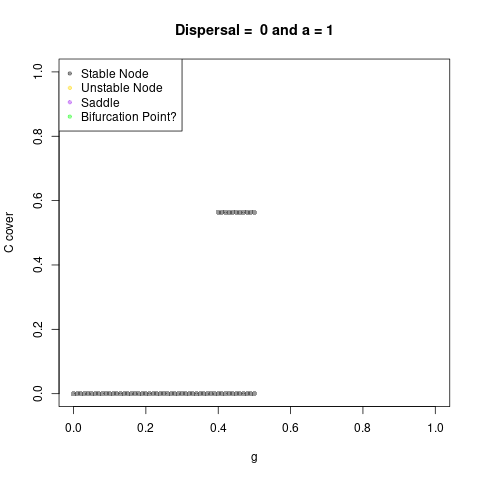 Dispersal =  0 and a = 1
Stable Node
Unstable Node
Saddle
Bifurcation Point?
C cover
1.0
0.8
0.6
0.4
0.2
0.0
0.0 0.2 0.4 0.6 0.8 1.0
g